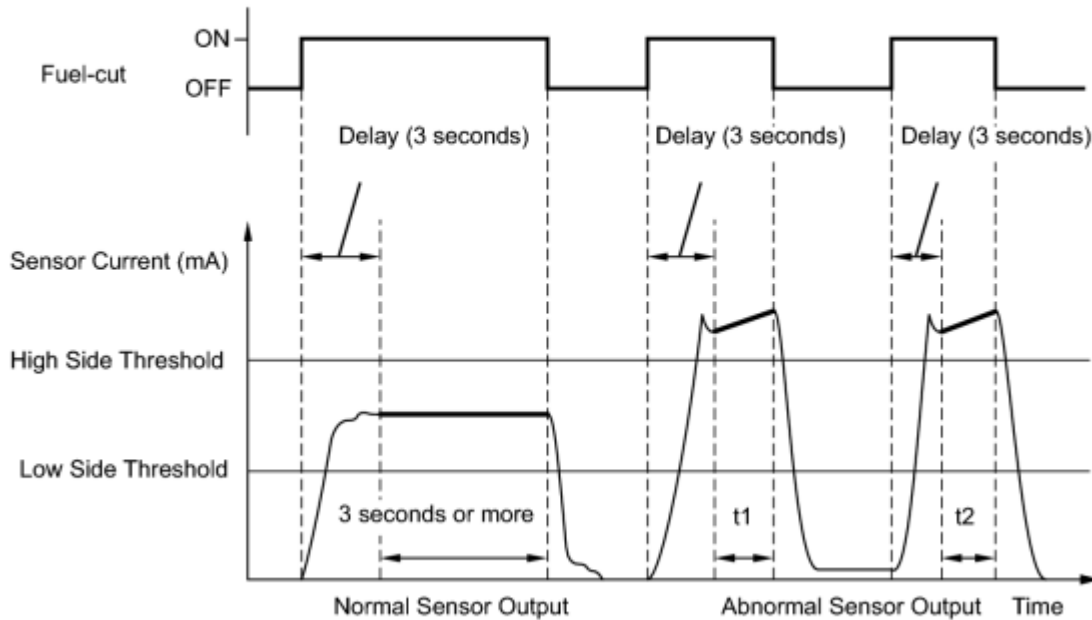 ON
Fuel-cut
OFF
Delay (3 seconds) Delay (3 seconds) Delay (3 seconds)
Sensor Current (mA)
High Side Threshold
Low Side Threshold
3 seconds or more t1 t2
Normal Sensor Output Abnormal Sensor Output Time